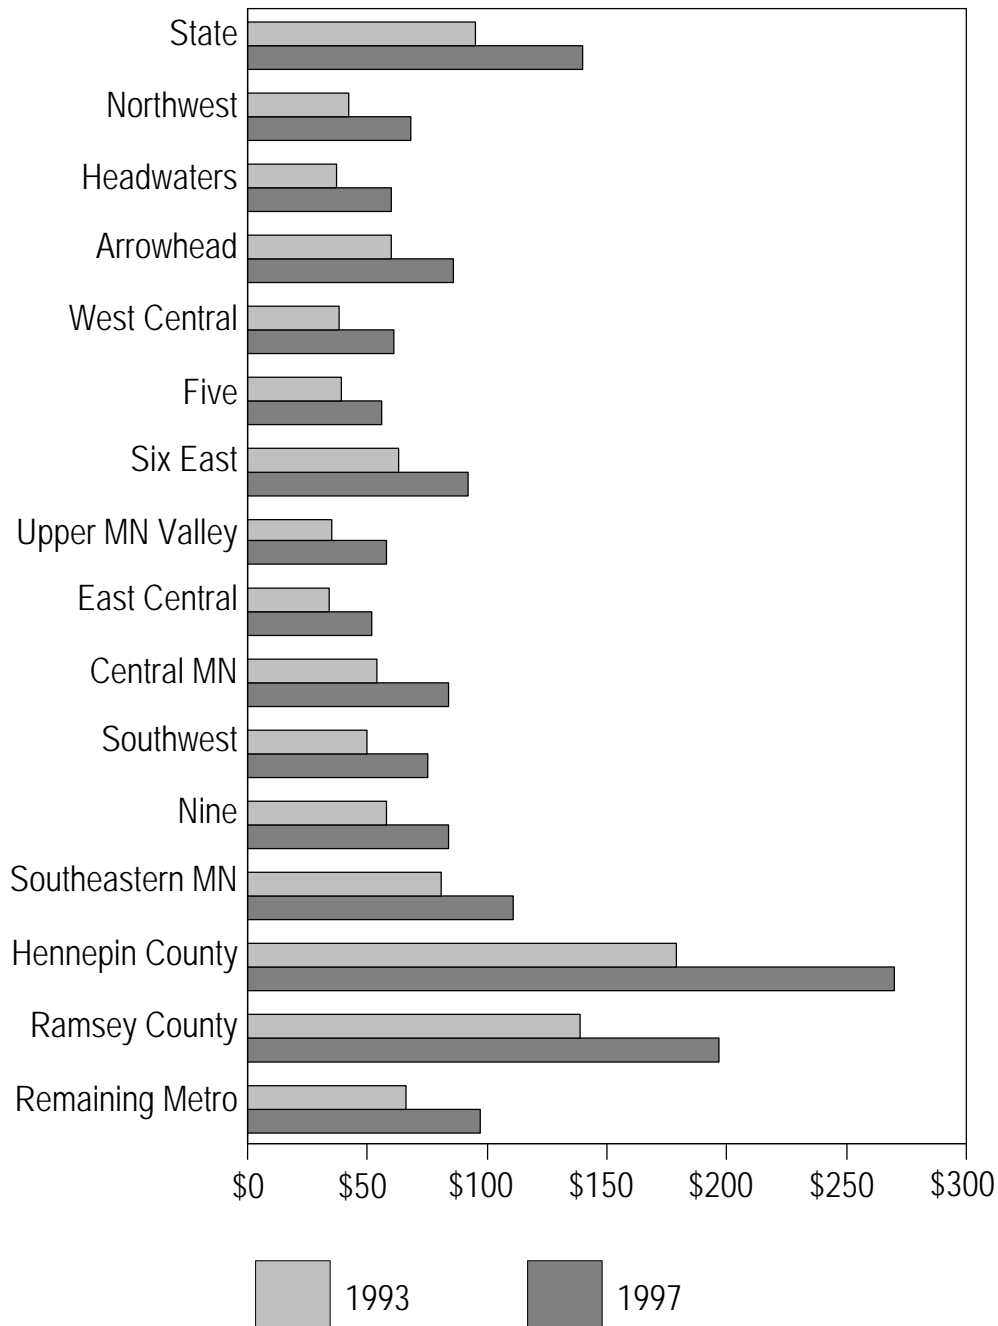 State
Northwest
Headwaters
Arrowhead
West Central
Five
Six East
Upper MN Valley
East Central
Central MN
Southwest
Nine
Southeastern MN
Hennepin County
Ramsey County
Remaining Metro
$0 $50 $100 $150 $200 $250 $300
1993 1997